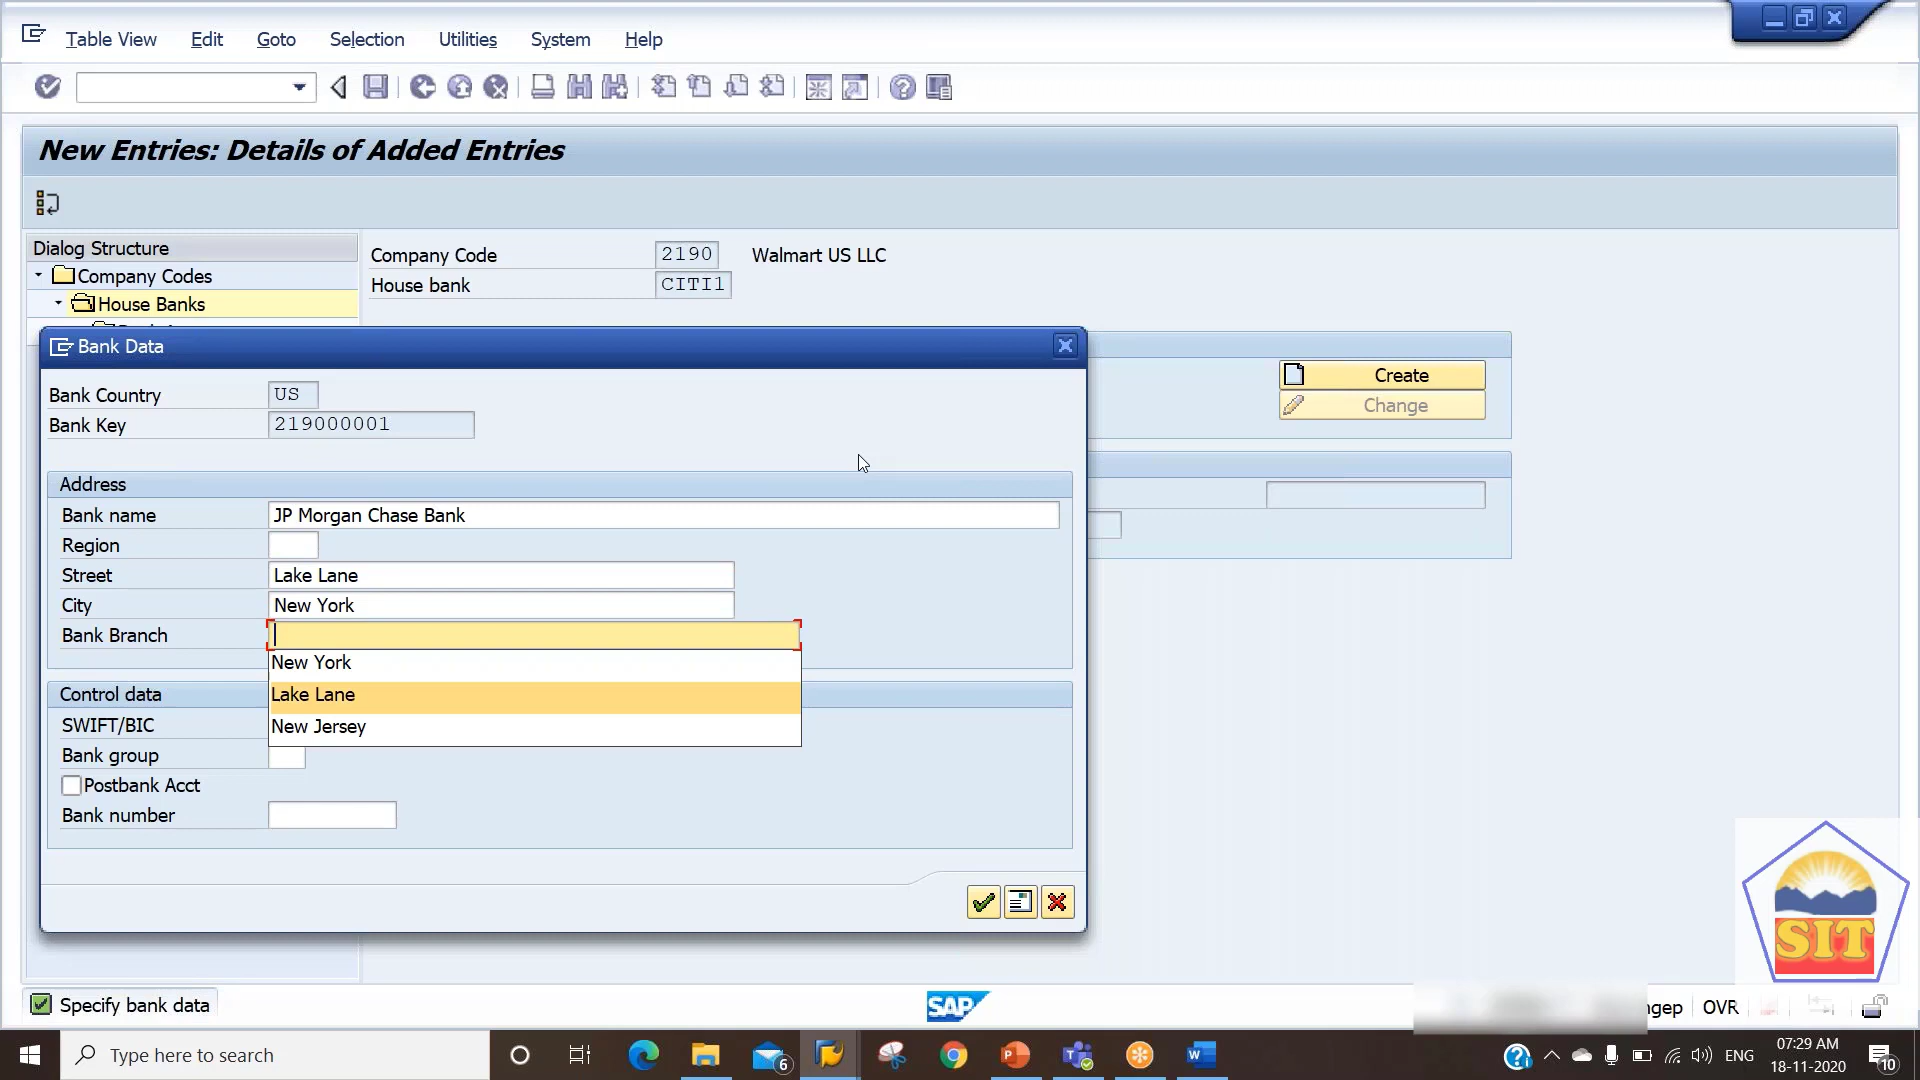 Table View Edit Goto Selection Utilities System Help
New Entries: Details of Added Entries
Dialog Structure
Company Codes
House Banks
Company Code 2190 Walmart US LLC
House bank CITI1
Bank Data
Create
Change
Bank Country US
Bank Key 219000001
Address
Bank name JP Morgan Chase Bank
Region
Street Lake Lane
City New York
Bank Branch
New York
Lake Lane
New Jersey
Control data
SWIFT/BIC
Bank group
Postbank Acct
Bank number
SIT
Specify bank data
SAP
OVR
Type here to search
6
ENG
07:29 AM
18-11-2020
10